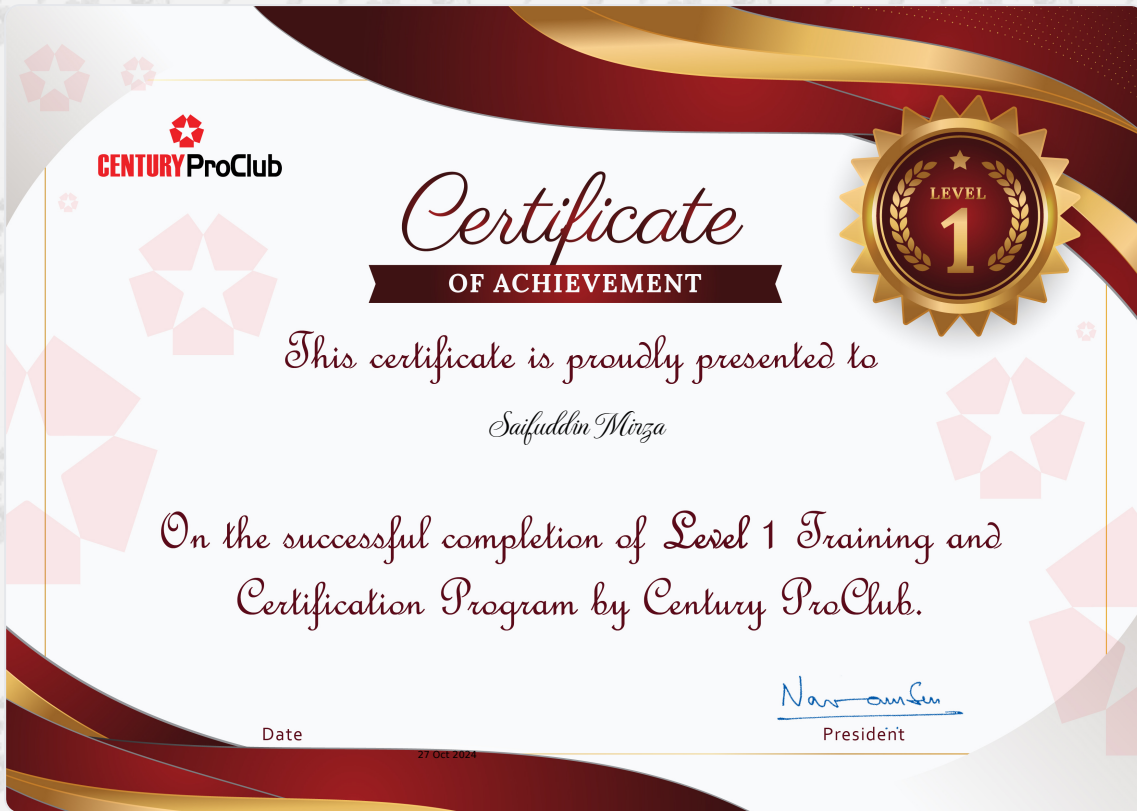 CENTURY ProClub
LEVEL
1
Certificate
OF ACHIEVEMENT
This certificate is proudly presented to
Saifuddin Mirza
On the successful completion of Level 1 Training and
Certification Program by Century ProClub.
Date
President
27 Oct 2024